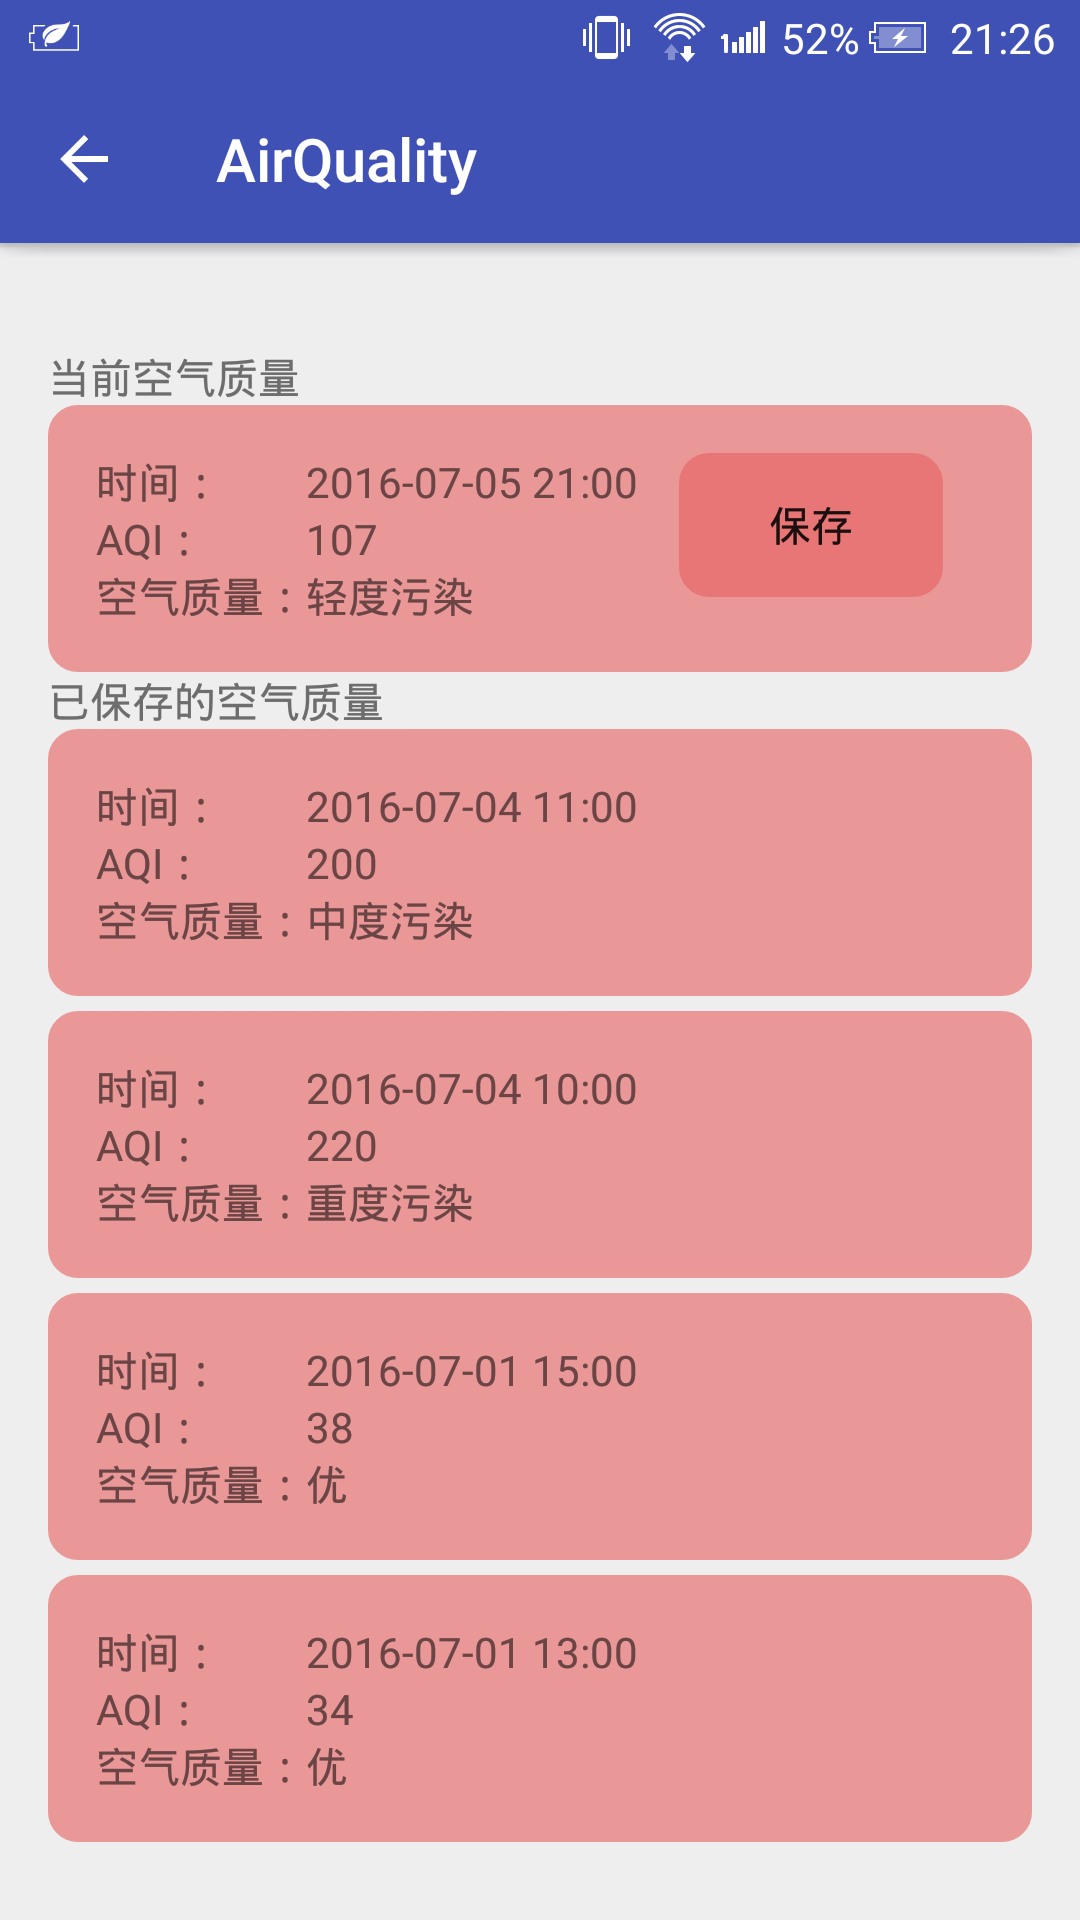 52% 21:26
AirQuality
当前空气质量
时间： 2016-07-05 21:00
保存
AQI： 107
空气质量：轻度污染
已保存的空气质量
时间： 2016-07-04 11:00
AQI： 200
空气质量：中度污染
时间： 2016-07-04 10:00
AQI： 220
空气质量：重度污染
时间： 2016-07-01 15:00
AQI： 38
空气质量：优
时间： 2016-07-01 13:00
AQI： 34
空气质量：优